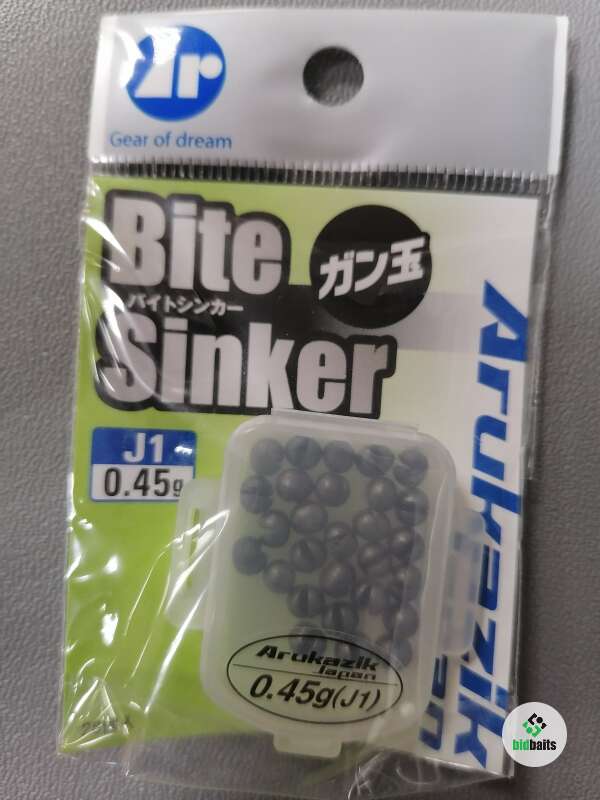 Ar
Gear of dream
Bite
ガン玉
バイトシンカー
Sinker
J1
0.45g
Arukazik
Arukazik
Japan
0.45g(J1)
bidbaits